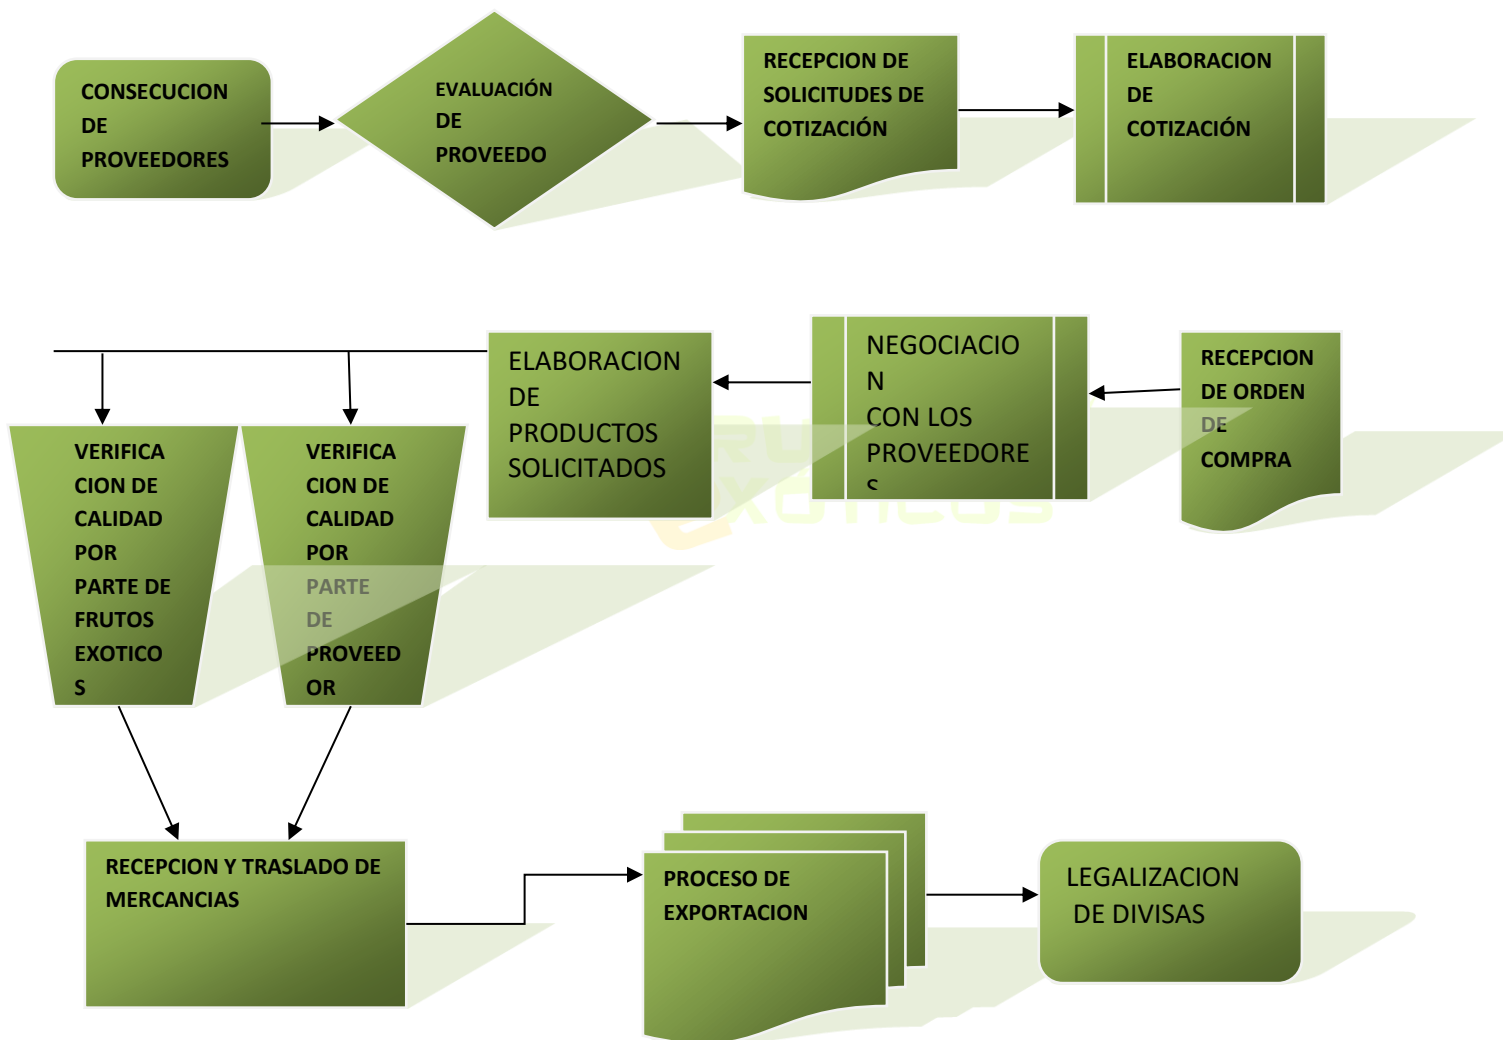 CONSECUCION
DE
PROVEEDORES
EVALUACIÓN
DE
PROVEEDO
RECEPCION DE
SOLICITUDES DE
COTIZACIÓN
ELABORACION
DE
COTIZACIÓN
RECEPCION
DE ORDEN
DE
COMPRA
NEGOCIACIO
N
CON LOS
PROVEEDORE
S
ELABORACION
DE
PRODUCTOS
SOLICITADOS
VERIFICA
CION DE
CALIDAD
POR
PARTE DE
FRUTOS
EXOTICO
S
VERIFICA
CION DE
CALIDAD
POR
PARTE
DE
PROVEED
OR
RECEPCION Y TRASLADO DE
MERCANCIAS
PROCESO DE
EXPORTACION
LEGALIZACION
DE DIVISAS